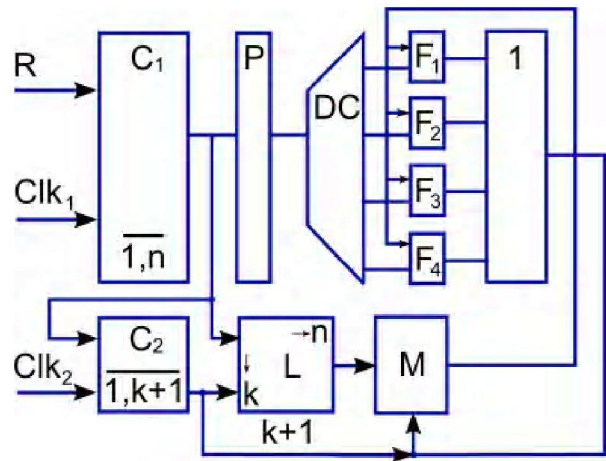 C₁ P 1
R
DC
F₁
F₂
F₃
F₄
Clk₁
1,n
C₂
→n
Clk₂
1,k+1
↓
L
M
k
k+1